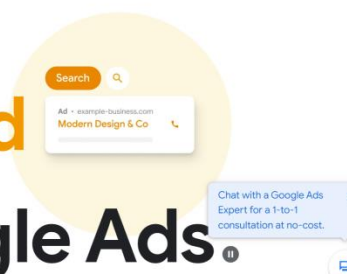 Search
Ad • example-business.com
Modern Design & Co
d
Chat with a Google Ads
Expert for a 1-to-1
consultation at no-cost.
gle Ads